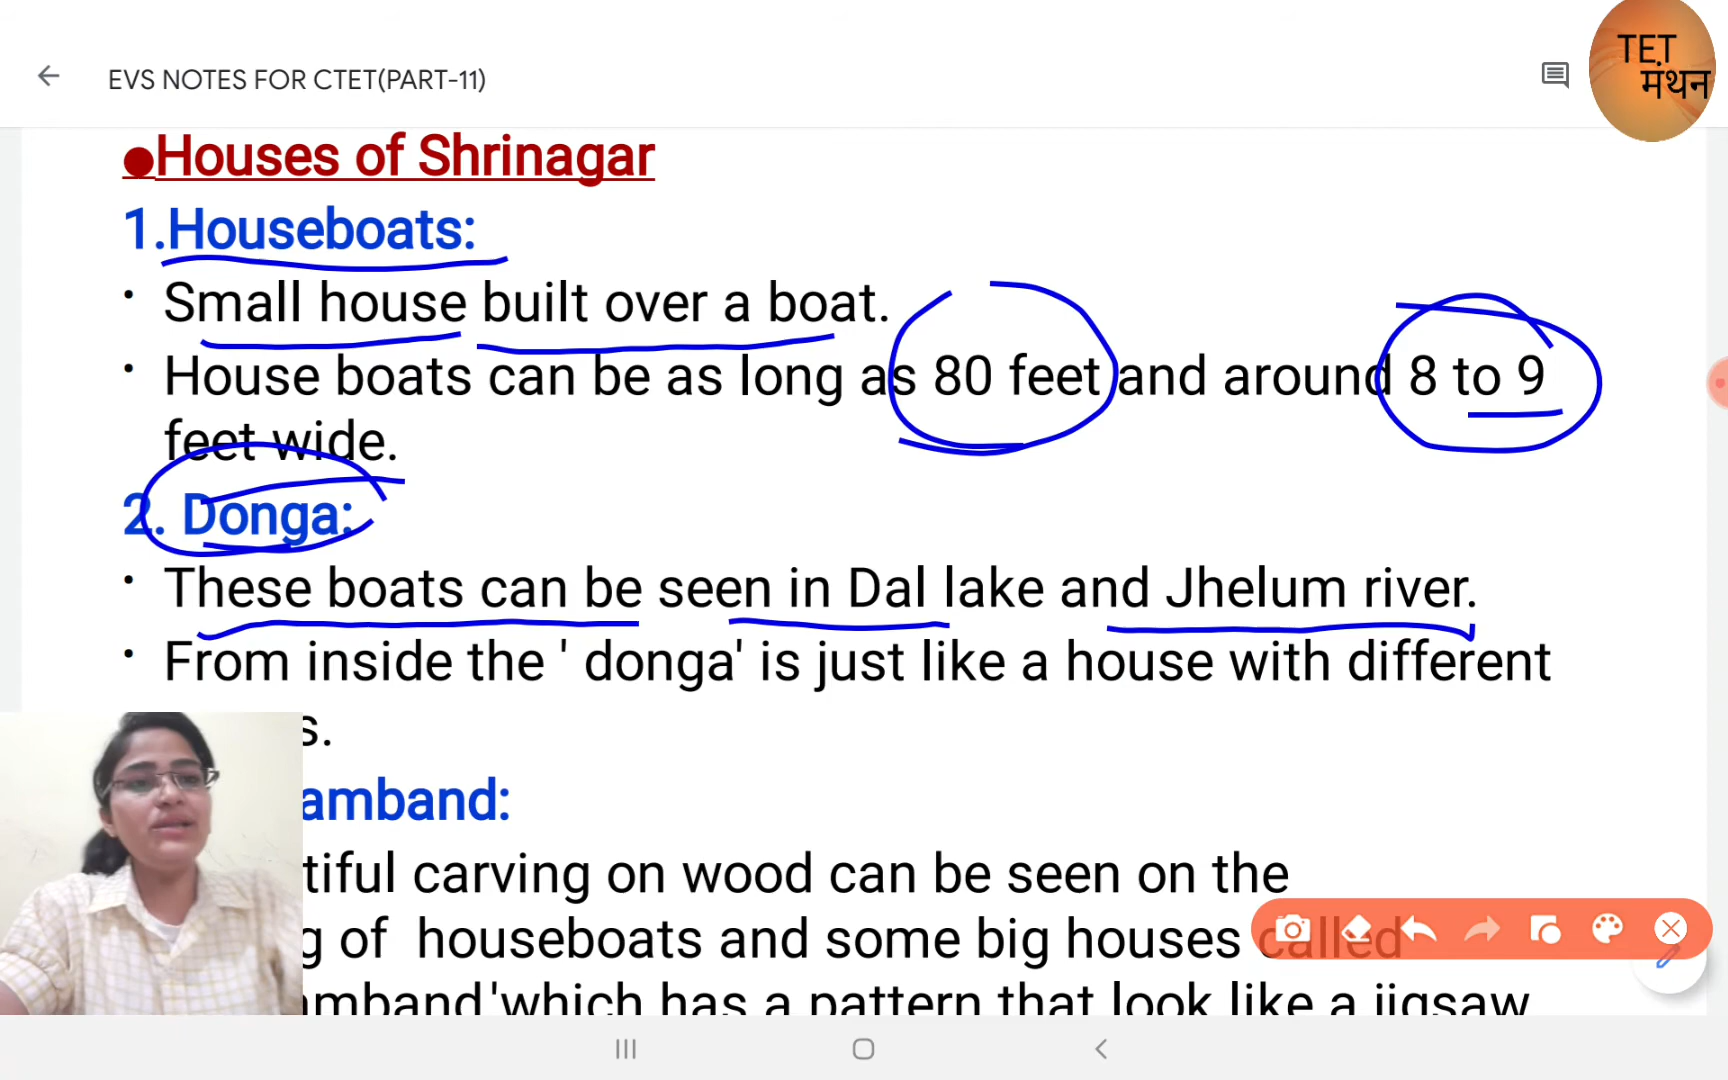 TET
मंथन
EVS NOTES FOR CTET(PART-11)
●Houses of Shrinagar
1.Houseboats:
• Small house built over a boat.
• House boats can be as long as 80 feet and around 8 to 9
feet wide.
2. Donga:
• These boats can be seen in Dal lake and Jhelum river.
• From inside the ' donga' is just like a house with different
s.
amband:
tiful carving on wood can be seen on the
g of houseboats and some big houses called
amband'which has a pattern that look like a jigsaw